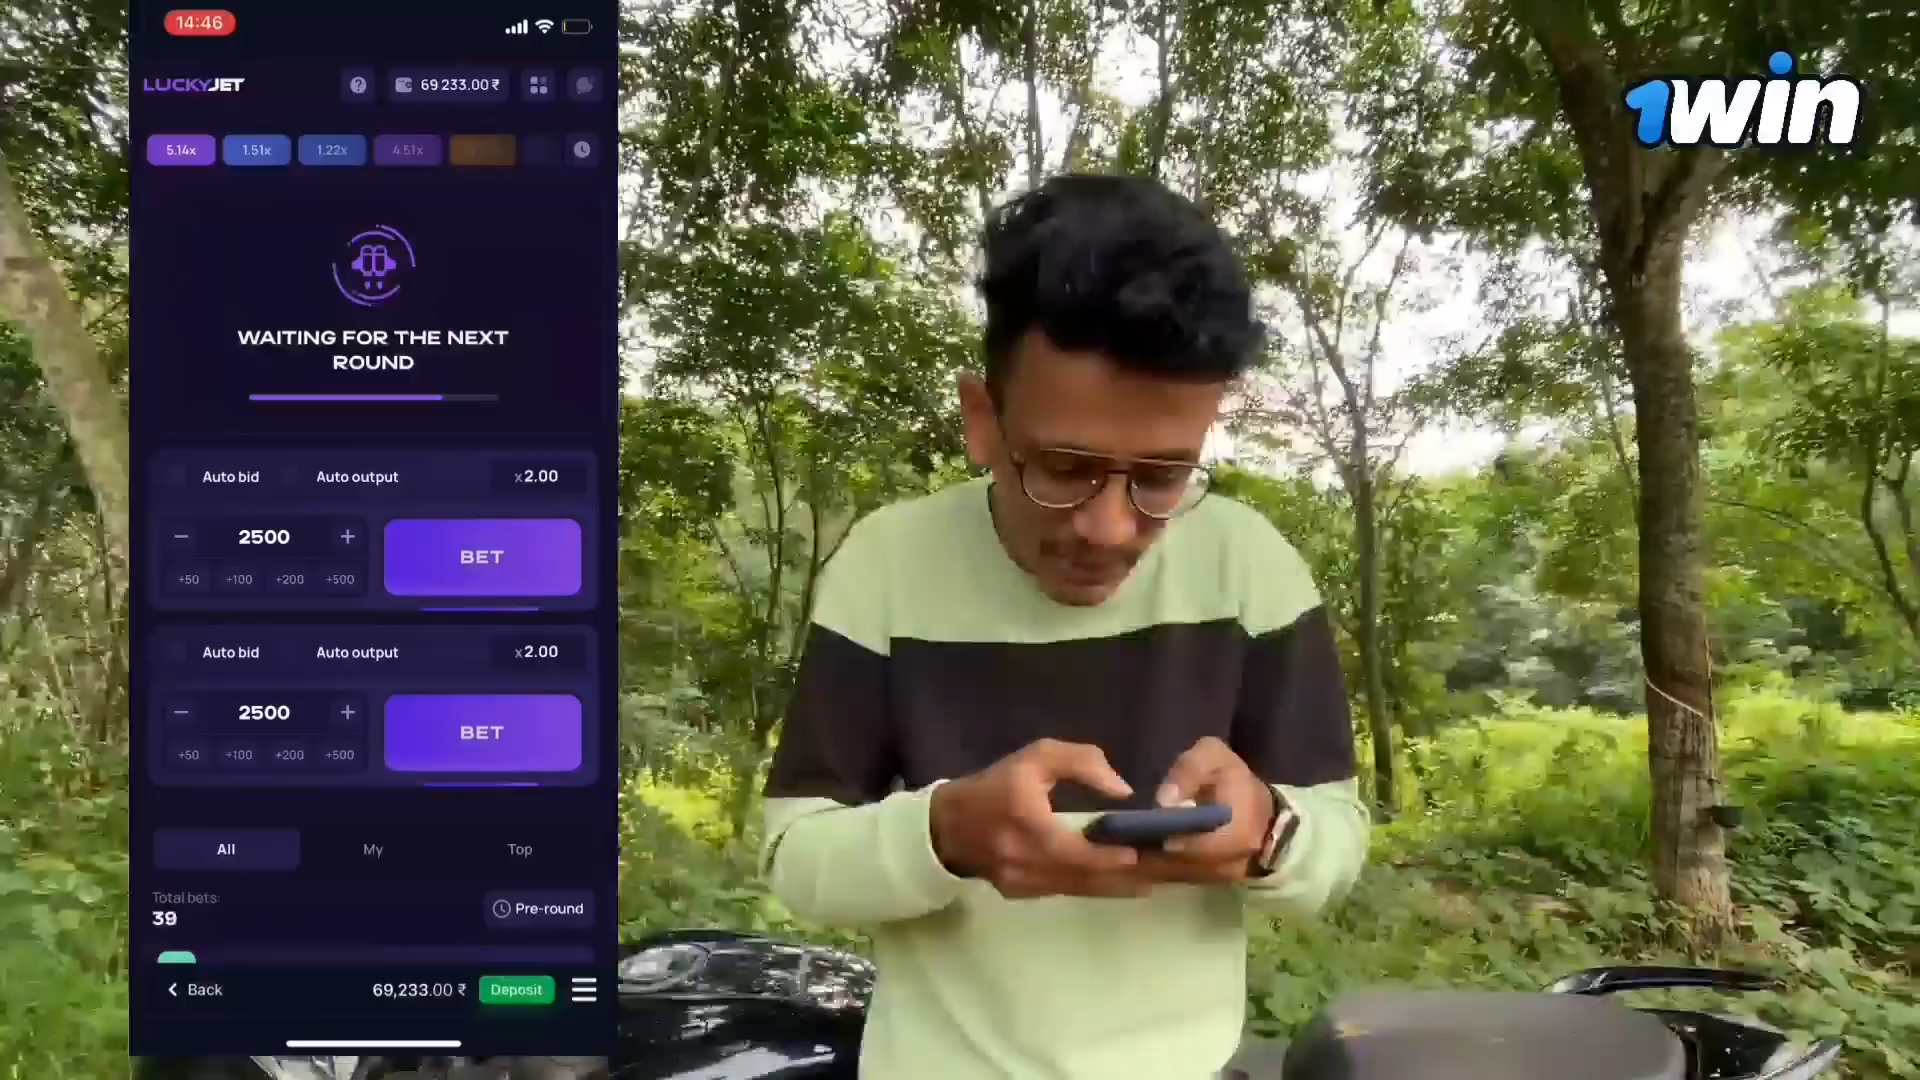 14:46
LUCKYJET
69 233.00 ₹
5.14x 1.51x 1.22x 4.51x
WAITING FOR THE NEXT
ROUND
Auto bid Auto output x2.00
− 2500 +
BET
+50 +100 +200 +500
Auto bid Auto output x2.00
− 2500 +
BET
+50 +100 +200 +500
All My Top
Total bets:
39
Pre-round
Back 69,233.00 ₹ Deposit
1win